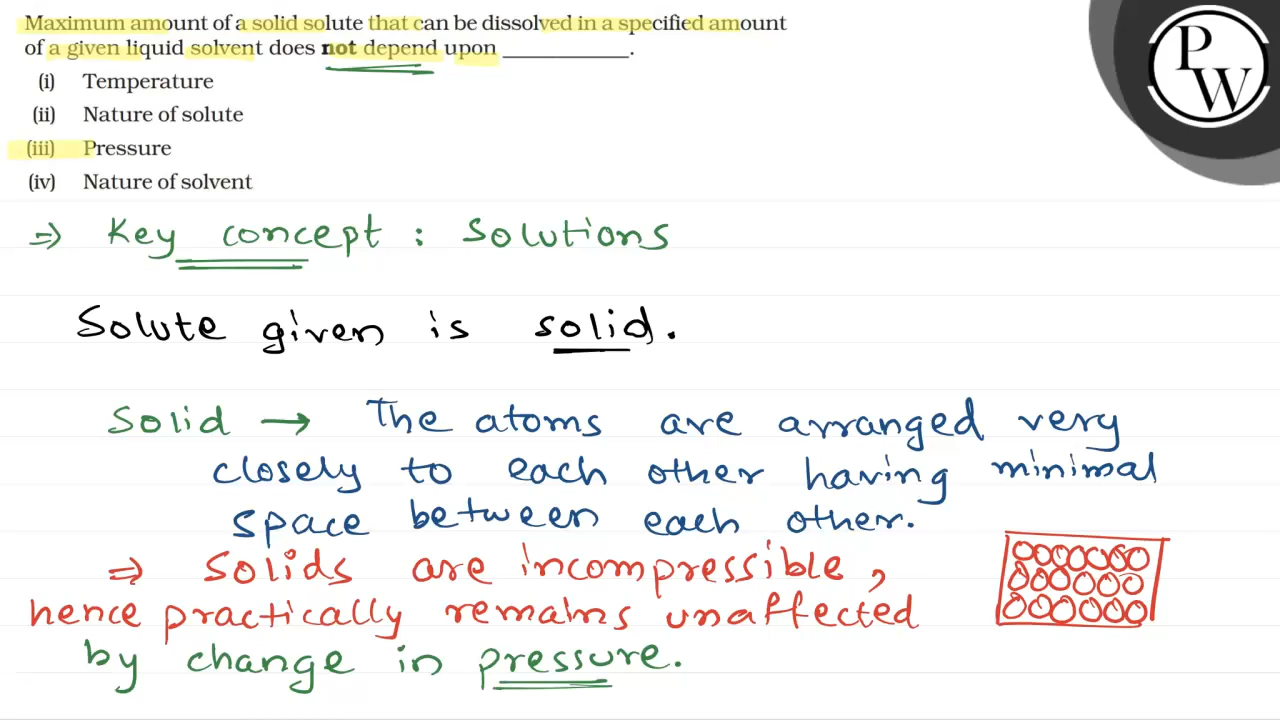 Maximum amount of a solid solute that can be dissolved in a specified amount
of a given liquid solvent does not depend upon ____________.
(i) Temperature
(ii) Nature of solute
(iii) Pressure
(iv) Nature of solvent
PW
⇒ Key concept : Solutions
Solute given is solid.
Solid → The atoms are arranged very
closely to each other having minimal
space between each other.
⇒ Solids are incompressible,
hence practically remains unaffected
by change in pressure.